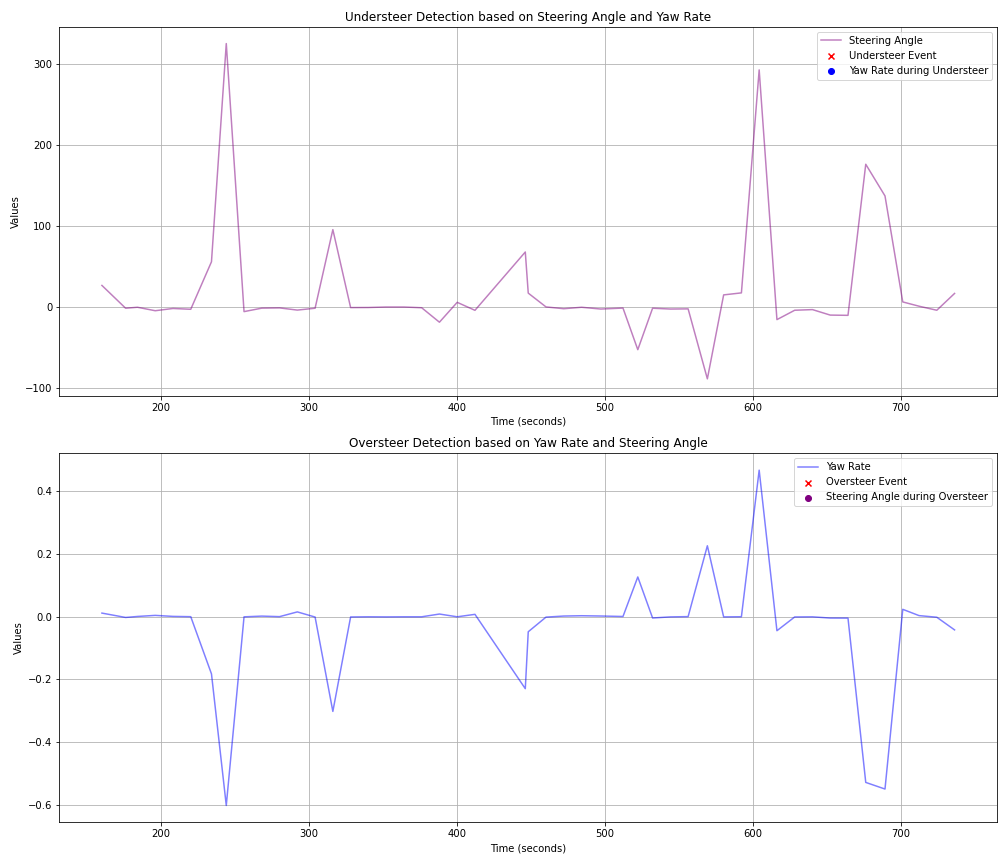 Understeer Detection based on Steering Angle and Yaw Rate
Steering Angle
Understeer Event
Yaw Rate during Understeer
Values
300
200
100
0
−100
200 300 400 500 600 700
Time (seconds)
Oversteer Detection based on Yaw Rate and Steering Angle
Yaw Rate
Oversteer Event
Steering Angle during Oversteer
Values
0.4
0.2
0.0
−0.2
−0.4
−0.6
200 300 400 500 600 700
Time (seconds)